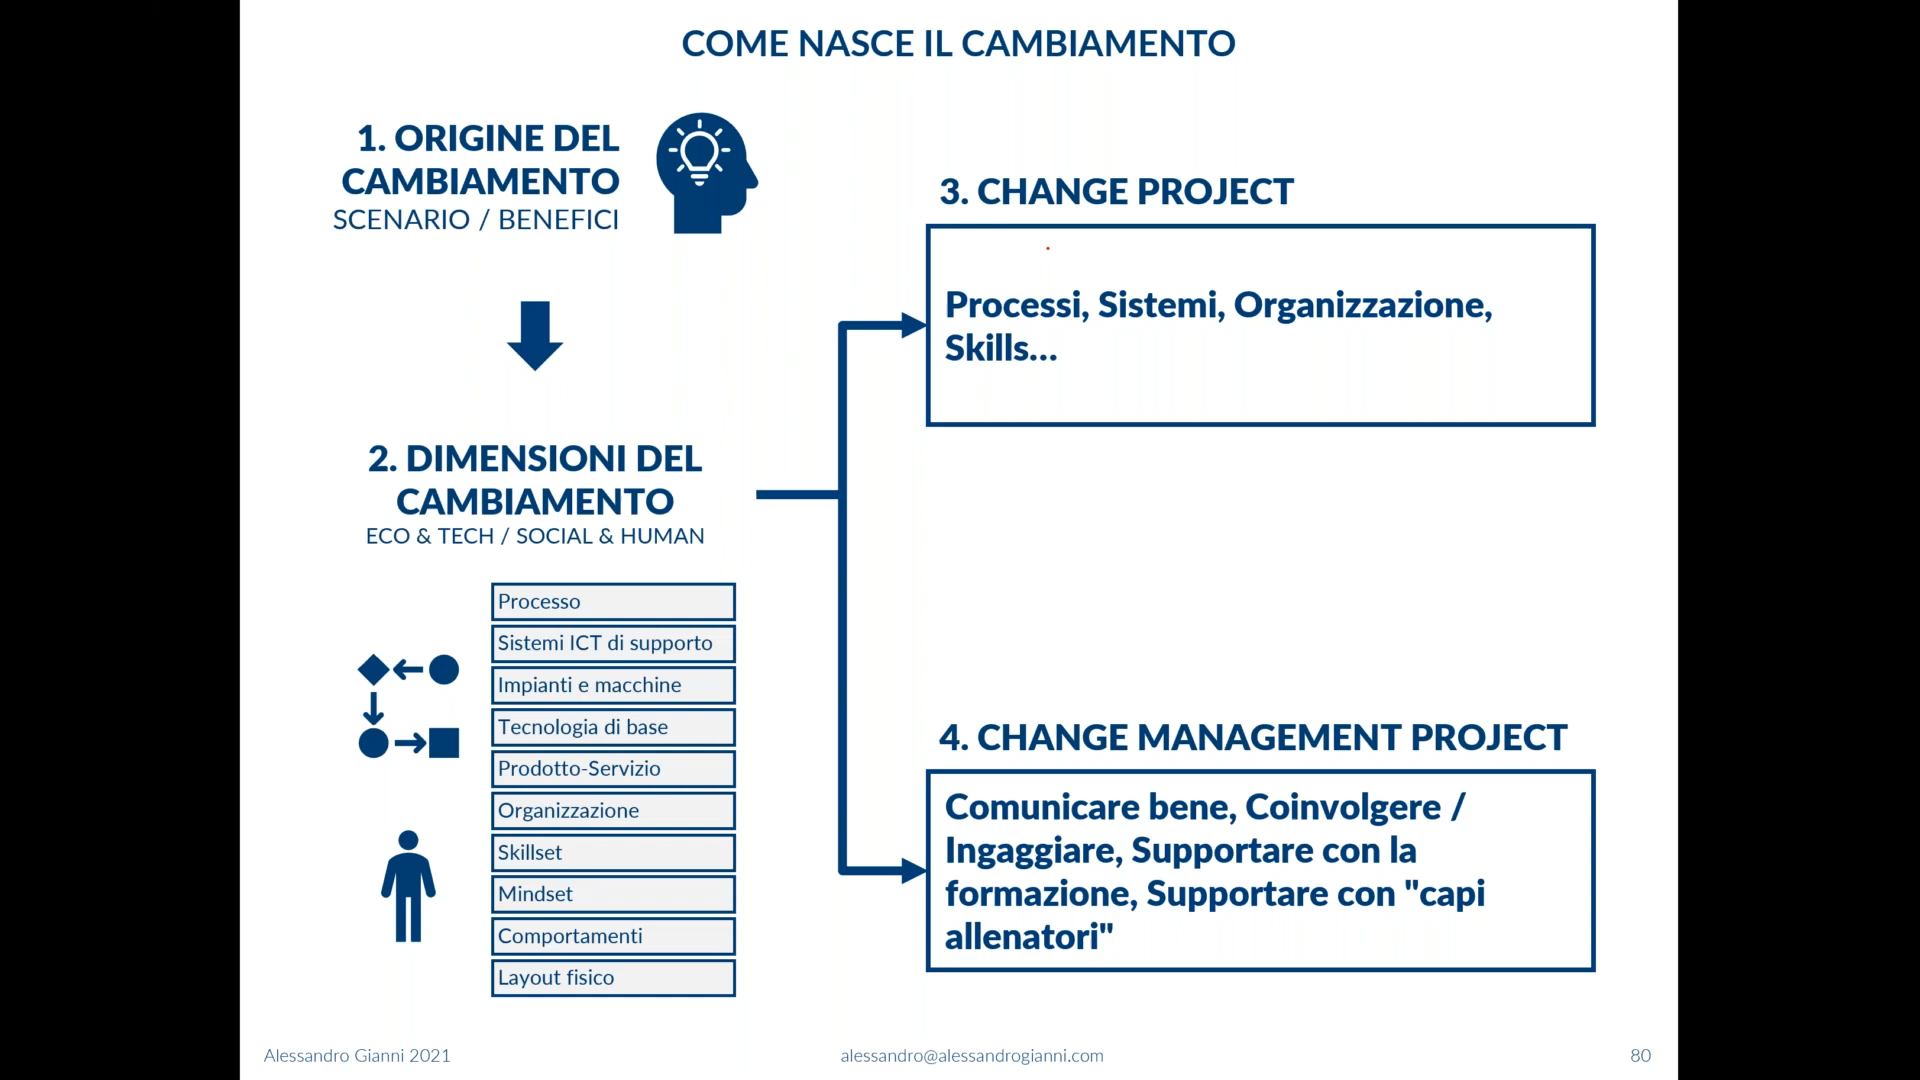 COME NASCE IL CAMBIAMENTO
1. ORIGINE DEL
CAMBIAMENTO
SCENARIO / BENEFICI
2. DIMENSIONI DEL
CAMBIAMENTO
ECO & TECH / SOCIAL & HUMAN
Processo
Sistemi ICT di supporto
Impianti e macchine
Tecnologia di base
Prodotto-Servizio
Organizzazione
Skillset
Mindset
Comportamenti
Layout fisico
3. CHANGE PROJECT
Processi, Sistemi, Organizzazione,
Skills...
4. CHANGE MANAGEMENT PROJECT
Comunicare bene, Coinvolgere /
Ingaggiare, Supportare con la
formazione, Supportare con "capi
allenatori"
Alessandro Gianni 2021
alessandro@alessandrogianni.com
80